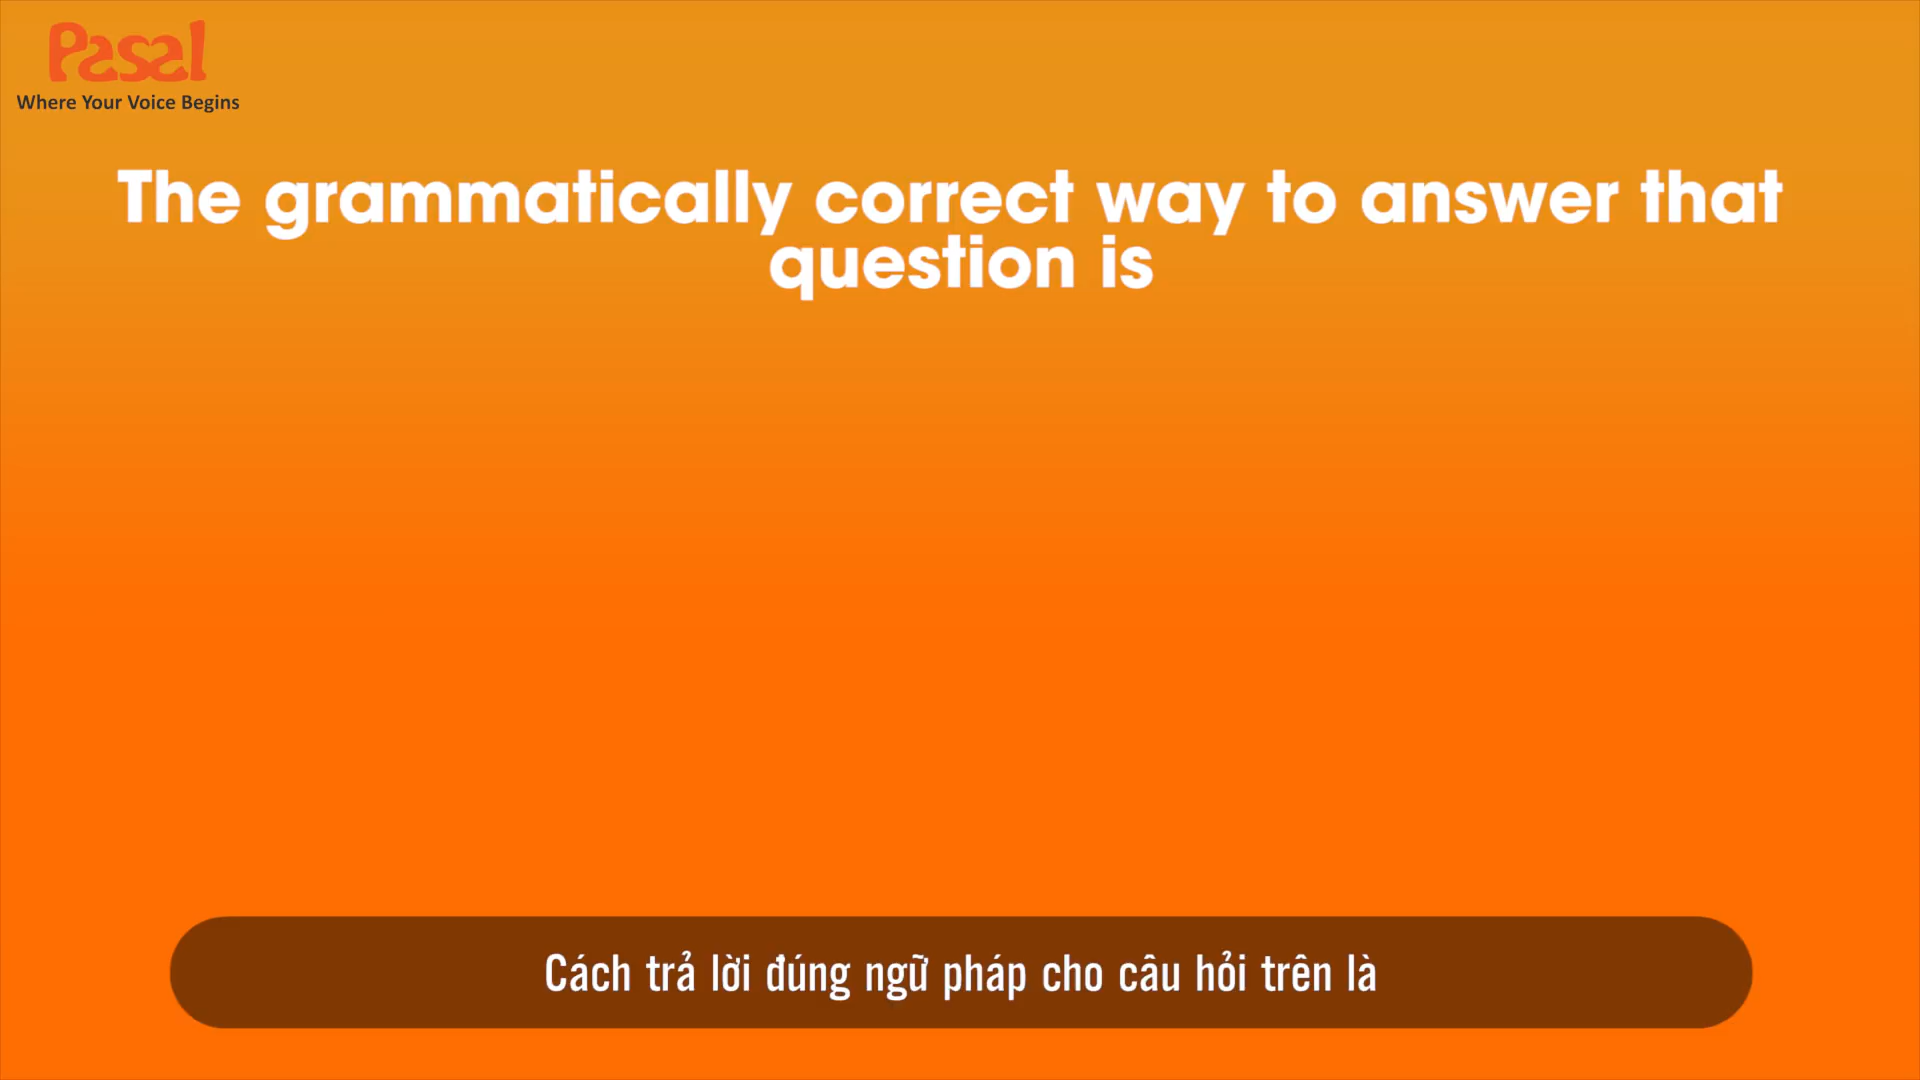 Pasal
Where Your Voice Begins
The grammatically correct way to answer that
question is
Cách trả lời đúng ngữ pháp cho câu hỏi trên là